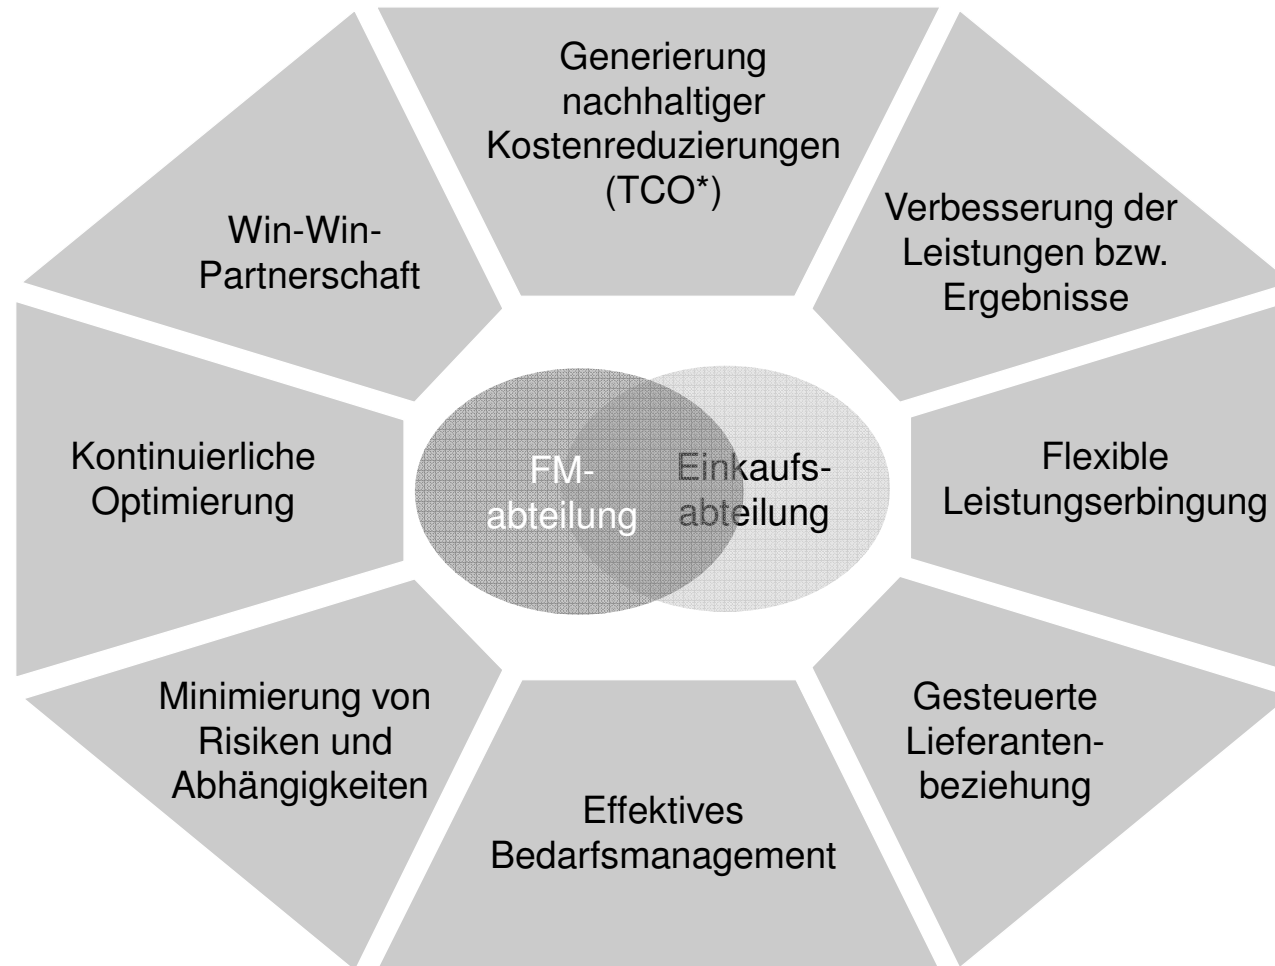 Generierung
nachhaltiger
Kostenreduzierungen
(TCO*)
Verbesserung der
Leistungen bzw.
Ergebnisse
Win-Win-
Partnerschaft
Kontinuierliche
Optimierung
FM-
abteilung
Einkaufs-
abteilung
Flexible
Leistungserbingung
Minimierung von
Risiken und
Abhängigkeiten
Effektives
Bedarfsmanagement
Gesteuerte
Lieferanten-
beziehung